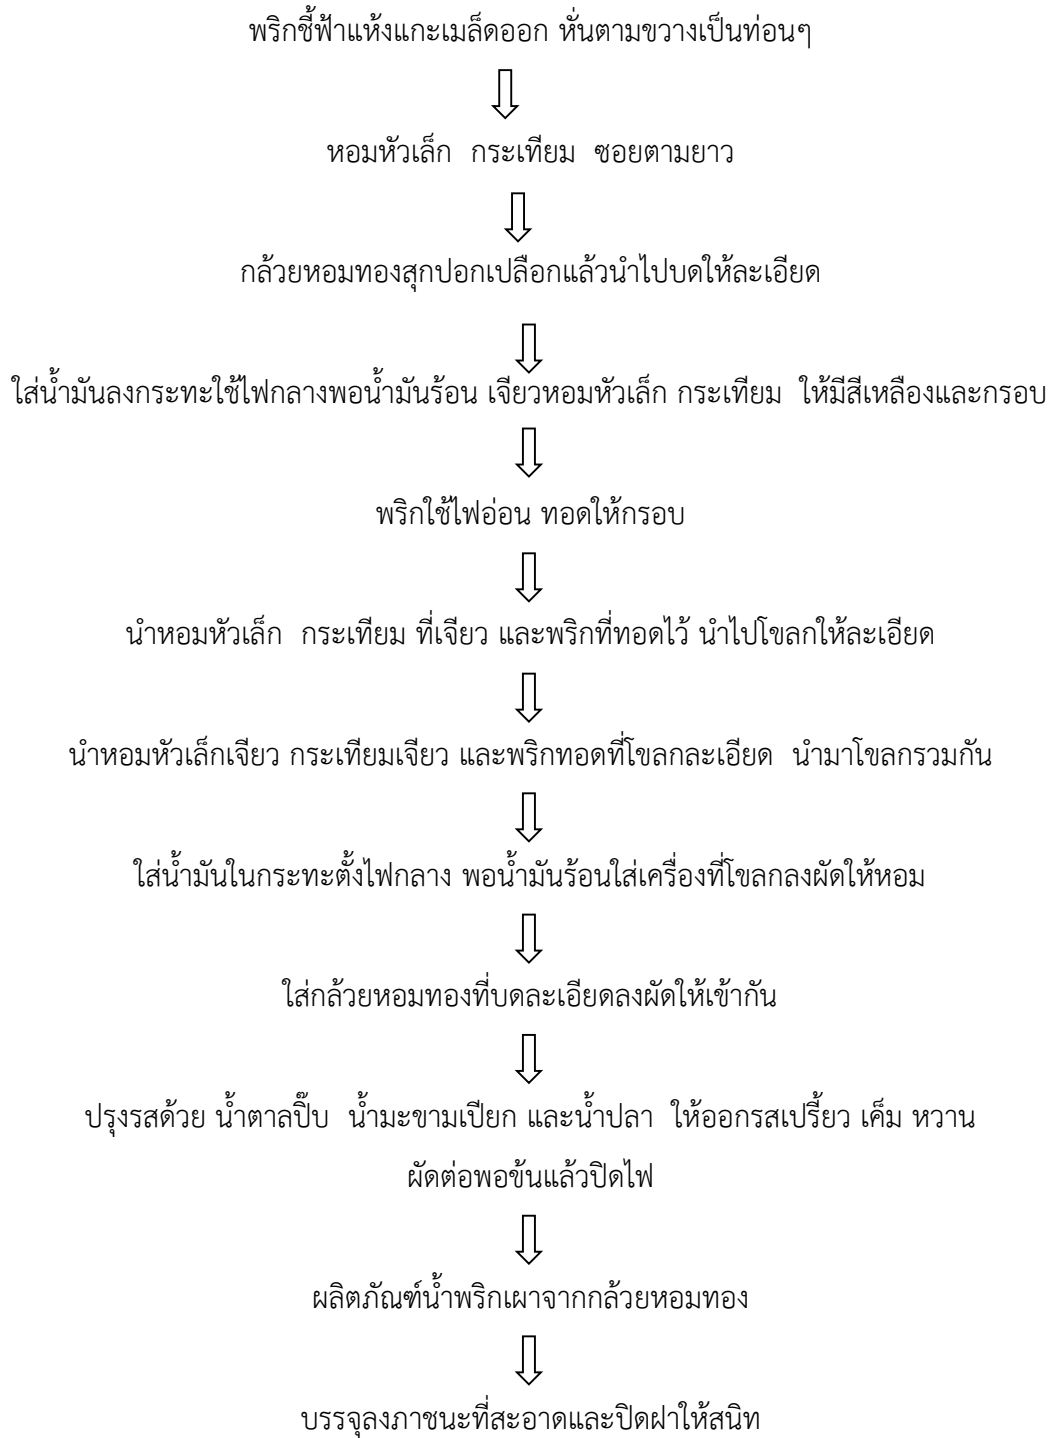 พริกชี้ฟ้าแห้งแกะเมล็ดออก หั่นตามขวางเป็นท่อนๆ
หอมหัวเล็ก กระเทียม ซอยตามยาว
กล้วยหอมทองสุกปอกเปลือกแล้วนำไปบดให้ละเอียด
ใส่น้ำมันลงกระทะใช้ไฟกลางพอน้ำมันร้อน เจียวหอมหัวเล็ก กระเทียม ให้มีสีเหลืองและกรอบ
พริกใช้ไฟอ่อน ทอดให้กรอบ
นำหอมหัวเล็ก กระเทียม ที่เจียว และพริกที่ทอดไว้ นำไปโขลกให้ละเอียด
นำหอมหัวเล็กเจียว กระเทียมเจียว และพริกทอดที่โขลกละเอียด นำมาโขลกรวมกัน
ใส่น้ำมันในกระทะตั้งไฟกลาง พอน้ำมันร้อนใส่เครื่องที่โขลกลงผัดให้หอม
ใส่กล้วยหอมทองที่บดละเอียดลงผัดให้เข้ากัน
ปรุงรสด้วย น้ำตาลปิ๊บ น้ำมะขามเปียก และน้ำปลา ให้ออกรสเปรี้ยว เค็ม หวาน
ผัดต่อพอข้นแล้วปิดไฟ
ผลิตภัณฑ์น้ำพริกเผาจากกล้วยหอมทอง
บรรจุลงภาชนะที่สะอาดและปิดฝาให้สนิท